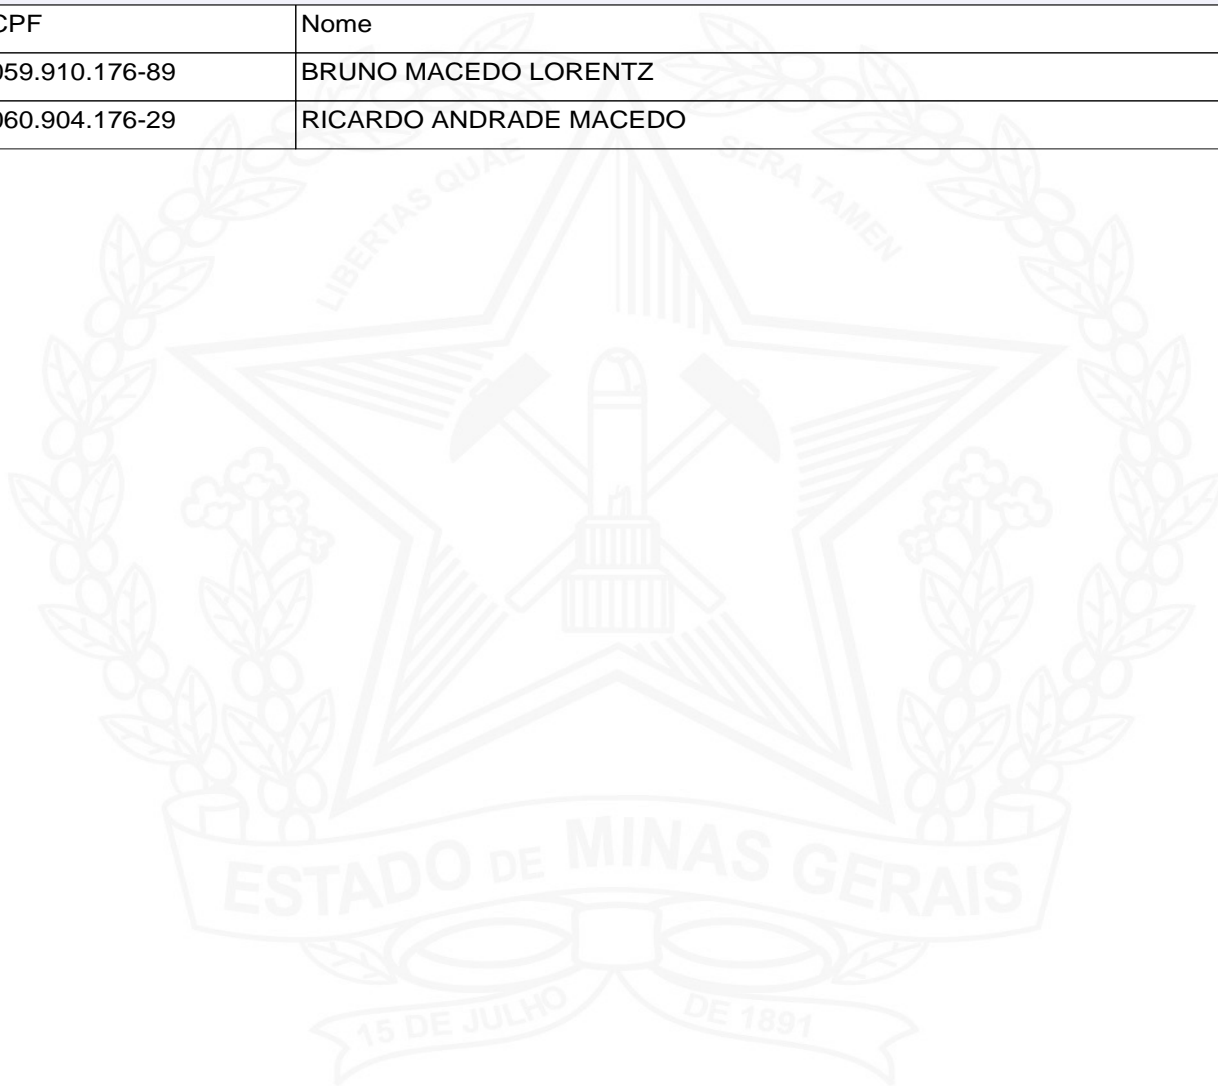 CPF Nome
059.910.176-89 BRUNO MACEDO LORENTZ
060.904.176-29 RICARDO ANDRADE MACEDO
LIBERTAS QUAE SERA TAMEN
ESTADO DE MINAS GERAIS
15 DE JULHO DE 1891